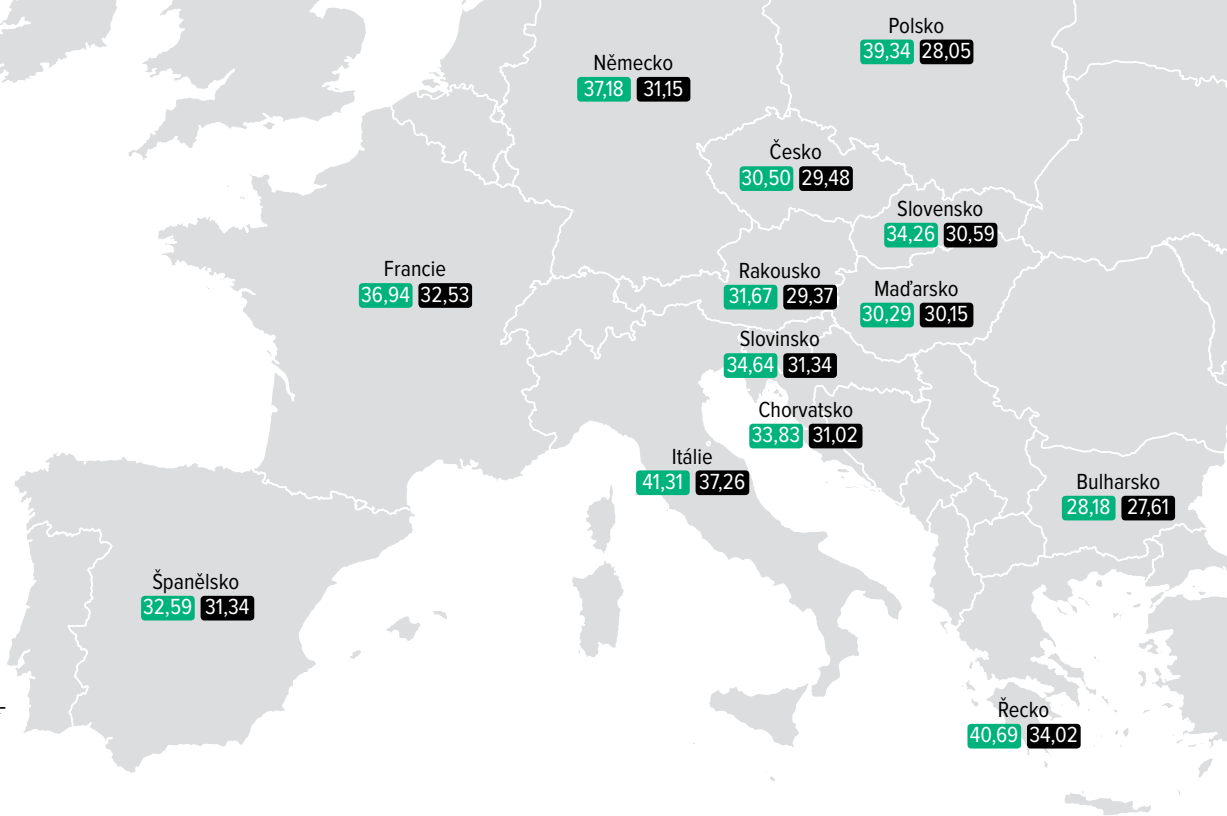 Polsko
39,34 28,05
Německo
37,18 31,15
Česko
30,50 29,48
Slovensko
34,26 30,59
Francie
36,94 32,53
Rakousko
31,67 29,37
Maďarsko
30,29 30,15
Slovinsko
34,64 31,34
Chorvatsko
33,83 31,02
Itálie
41,31 37,26
Bulharsko
28,18 27,61
Španělsko
32,59 31,34
Řecko
40,69 34,02